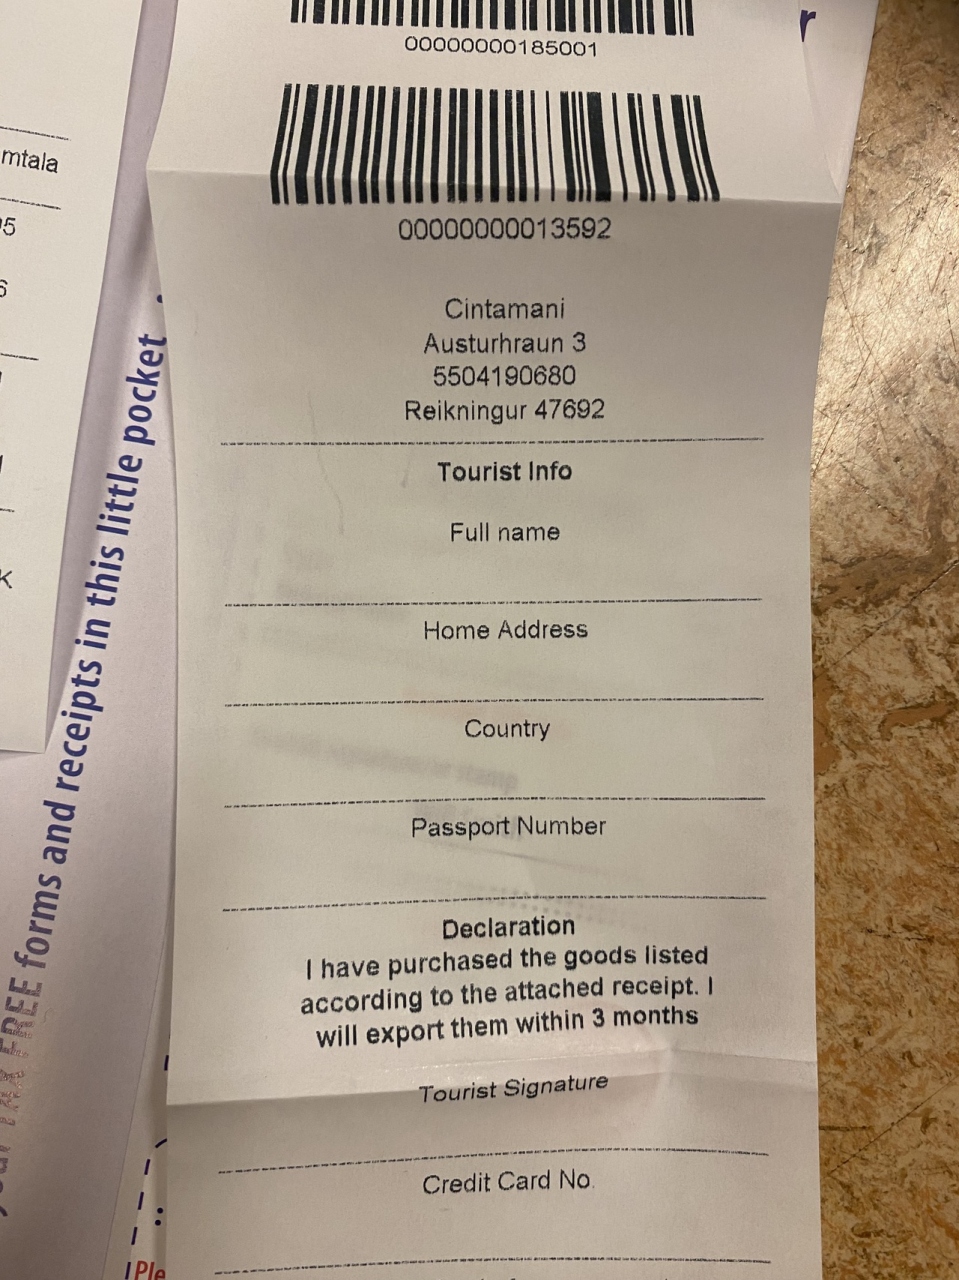 00000000185001
00000000013592
Cintamani
Austurhraun 3
5504190680
Reikningur 47692
Tourist Info
Full name
Home Address
Country
Passport Number
Declaration
I have purchased the goods listed
according to the attached receipt. I
will export them within 3 months
Tourist Signature
Credit Card No
mtala
FREE forms and receipts in this little pocket
Ple